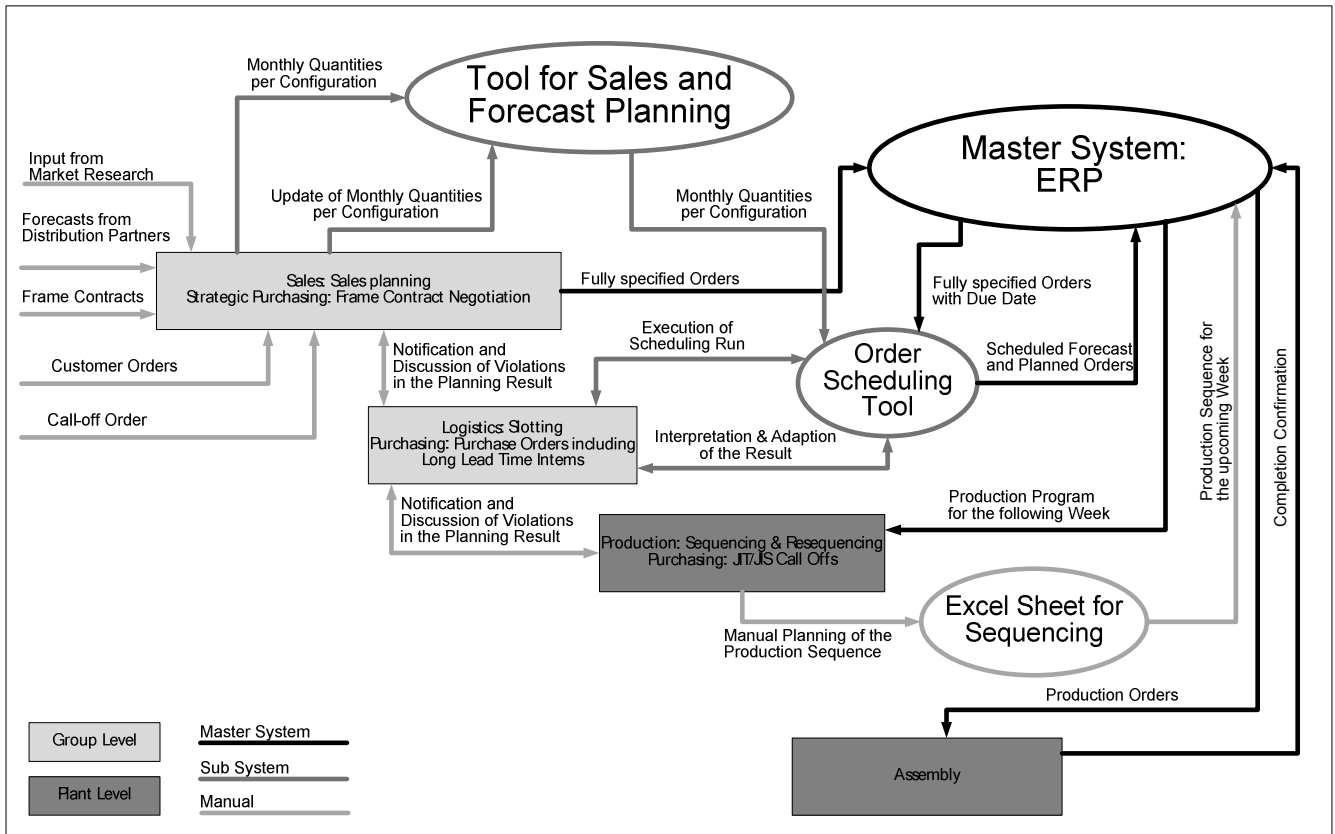 Monthly Quantities
per Configuration
Tool for Sales and
Forecast Planning
Master System:
ERP
Input from
Market Research
Update of Monthly Quantities
per Configuration
Monthly Quantities
per Configuration
Forecasts from
Distribution Partners
Sales: Sales planning
Strategic Purchasing: Frame Contract Negotiation
Fully specified Orders
Fully specified Orders
with Due Date
Frame Contracts
Execution of
Scheduling Run
Order
Scheduling
Tool
Scheduled Forecast
and Planned Orders
Production Sequence for
the upcoming Week
Completion Confirmation
Customer Orders
Notification and
Discussion of Violations
in the Planning Result
Call-off Order
Logistics: Slotting
Purchasing: Purchase Orders including
Long Lead Time Intems
Interpretation & Adaption
of the Result
Notification and
Discussion of Violations
in the Planning Result
Production Program
for the following Week
Production: Sequencing & Resequencing
Purchasing: JIT/JIS Call Offs
Excel Sheet for
Sequencing
Manual Planning of the
Production Sequence
Production Orders
Assembly
Group Level
Plant Level
Master System
Sub System
Manual